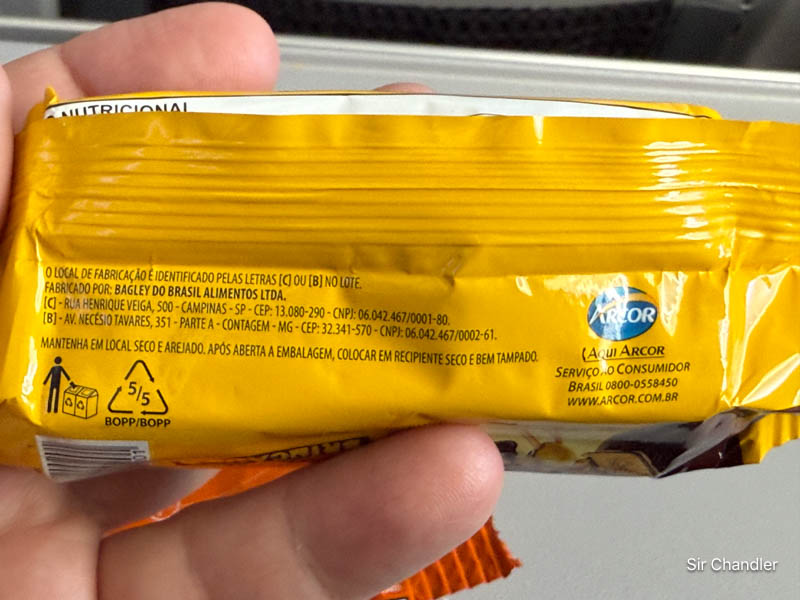 NUTRICIONAL
O LOCAL DE FABRICAÇÃO É IDENTIFICADO PELAS LETRAS [C] OU [B] NO LOTE.
FABRICADO POR: BAGLEY DO BRASIL ALIMENTOS LTDA.
[C] - RUA HENRIQUE VEIGA, 500 - CAMPINAS - SP - CEP: 13.080-290 - CNPJ: 06.042.467/0001-80.
[B] - AV. NECÉSIO TAVARES, 351 - PARTE A - CONTAGEM - MG - CEP: 32.341-570 - CNPJ: 06.042.467/0002-61.
MANTENHA EM LOCAL SECO E AREJADO. APÓS ABERTA A EMBALAGEM, COLOCAR EM RECIPIENTE SECO E BEM TAMPADO.
5/5
BOPP/BOPP
ARCOR
AQUI ARCOR
SERVIÇO AO CONSUMIDOR
BRASIL 0800-0558450
WWW.ARCOR.COM.BR
Sir Chandler